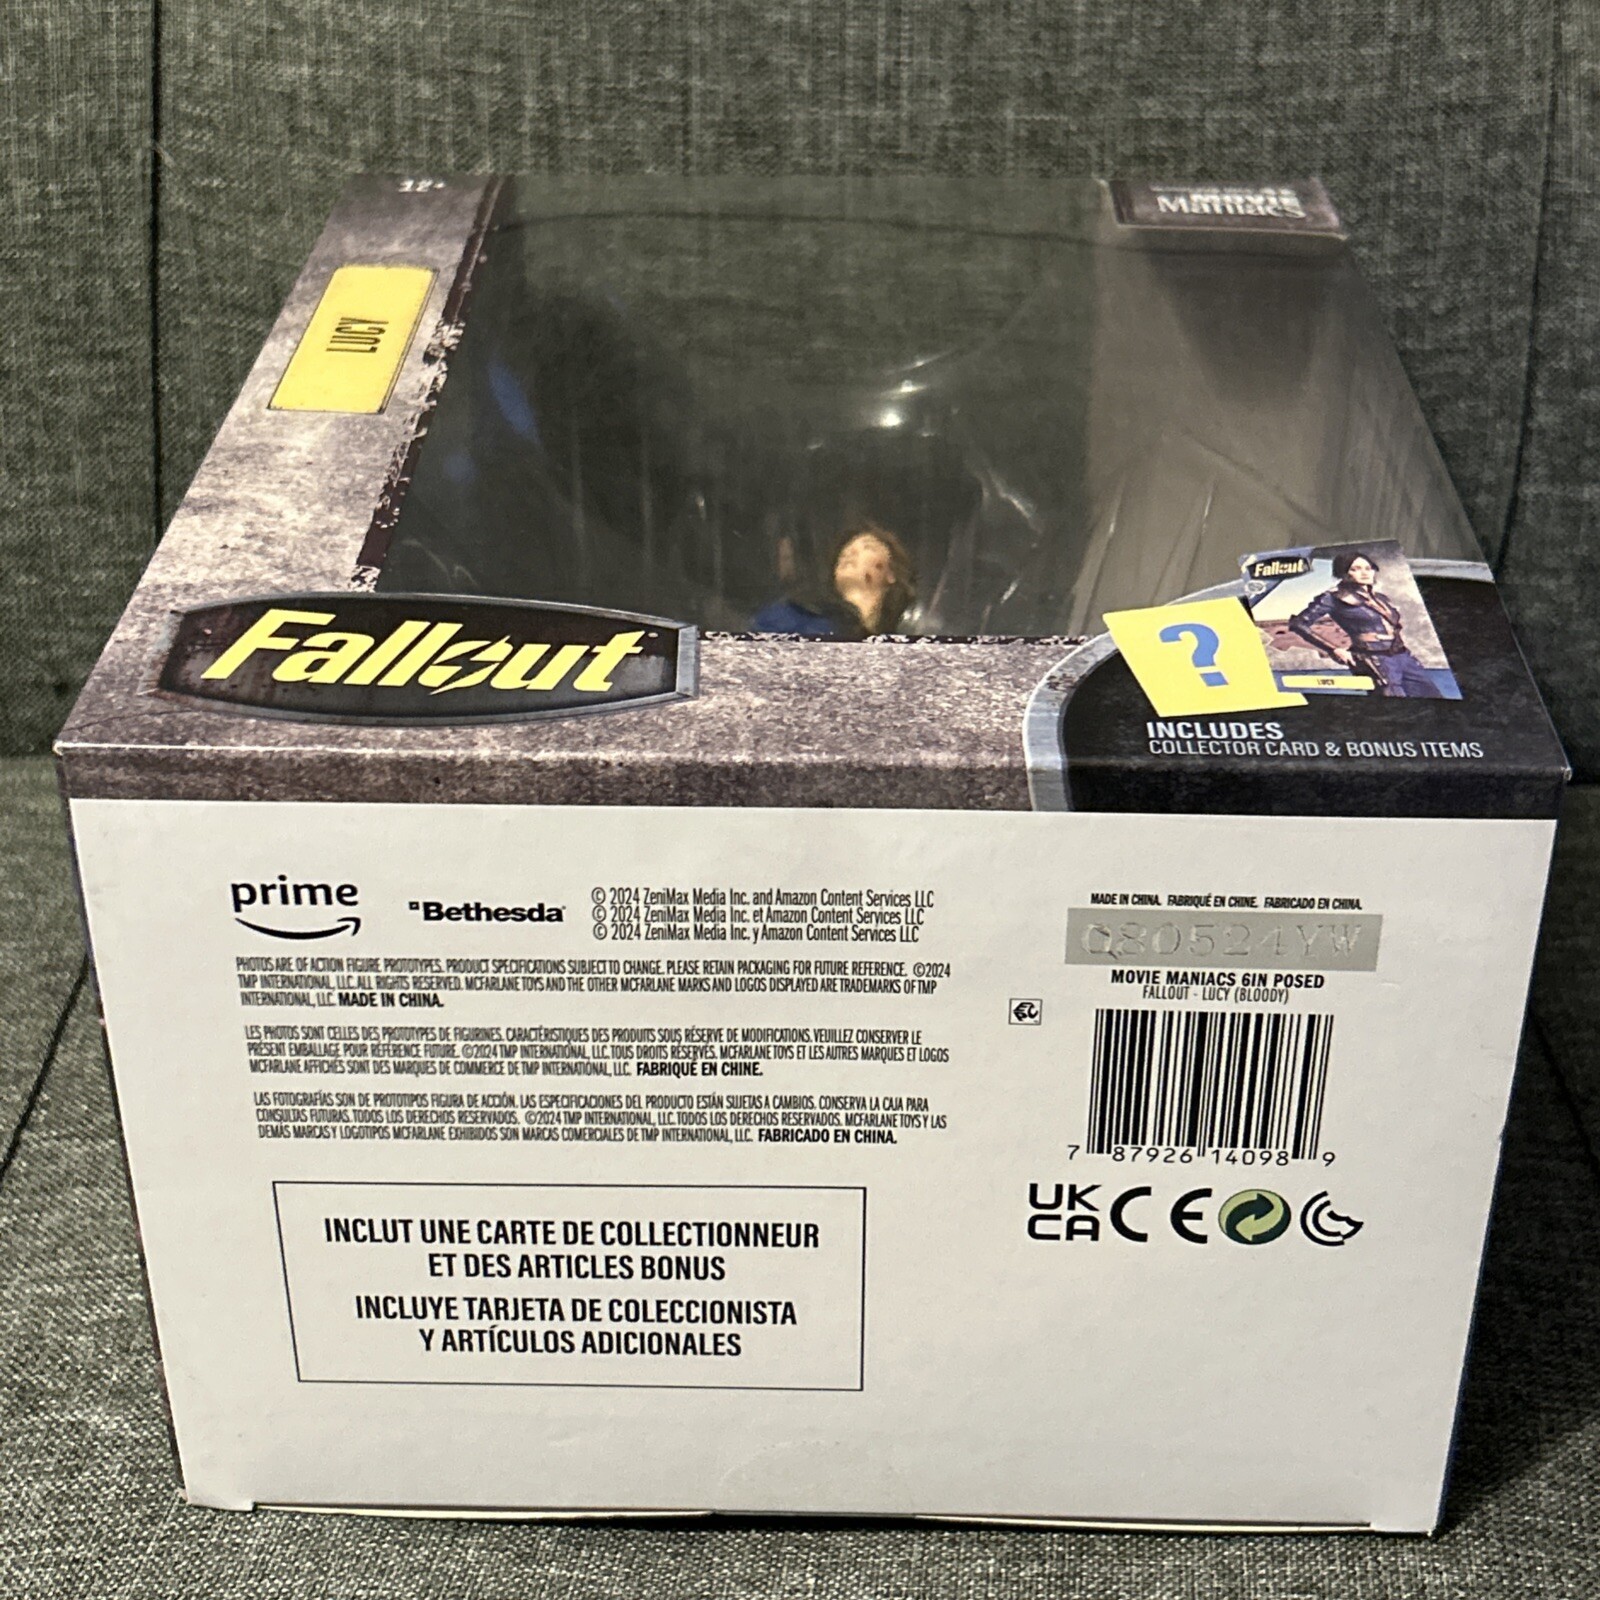 12+
MOVIE
Maniacs
LUCY
Fallout
Fallout
?
LUCY
INCLUDES
COLLECTOR CARD & BONUS ITEMS
prime
Bethesda
© 2024 ZeniMax Media Inc. and Amazon Content Services LLC
© 2024 ZeniMax Media Inc. et Amazon Content Services LLC
© 2024 ZeniMax Media Inc. y Amazon Content Services LLC
PHOTOS ARE OF ACTION FIGURE PROTOTYPES. PRODUCT SPECIFICATIONS SUBJECT TO CHANGE. PLEASE RETAIN PACKAGING FOR FUTURE REFERENCE. ©2024
TMP INTERNATIONAL, LLC. ALL RIGHTS RESERVED. MCFARLANE TOYS AND THE OTHER MCFARLANE MARKS AND LOGOS DISPLAYED ARE TRADEMARKS OF TMP
INTERNATIONAL, LLC. MADE IN CHINA.
LES PHOTOS SONT CELLES DES PROTOTYPES DE FIGURINES. CARACTÉRISTIQUES DES PRODUITS SOUS RÉSERVE DE MODIFICATIONS. VEUILLEZ CONSERVER LE
PRÉSENT EMBALLAGE POUR RÉFÉRENCE FUTURE. ©2024 TMP INTERNATIONAL, LLC. TOUS DROITS RÉSERVÉS. MCFARLANE TOYS ET LES AUTRES MARQUES ET LOGOS
MCFARLANE AFFICHÉS SONT DES MARQUES DE COMMERCE DE TMP INTERNATIONAL, LLC. FABRIQUÉ EN CHINE.
LAS FOTOGRAFÍAS SON DE PROTOTIPOS FIGURA DE ACCIÓN. LAS ESPECIFICACIONES DEL PRODUCTO ESTÁN SUJETAS A CAMBIOS. CONSERVA LA CAJA PARA
CONSULTAS FUTURAS. TODOS LOS DERECHOS RESERVADOS. ©2024 TMP INTERNATIONAL, LLC. TODOS LOS DERECHOS RESERVADOS. MCFARLANE TOYS Y LAS
DEMÁS MARCAS Y LOGOTIPOS MCFARLANE EXHIBIDOS SON MARCAS COMERCIALES DE TMP INTERNATIONAL, LLC. FABRICADO EN CHINA.
INCLUT UNE CARTE DE COLLECTIONNEUR
ET DES ARTICLES BONUS
INCLUYE TARJETA DE COLECCIONISTA
Y ARTÍCULOS ADICIONALES
MADE IN CHINA. FABRIQUÉ EN CHINE. FABRICADO EN CHINA.
Q80524YW
MOVIE MANIACS 6IN POSED
FALLOUT - LUCY (BLOODY)
7 87926 14098 9
UK
CA CE